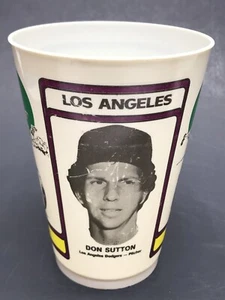 LOS ANGELES
DON SUTTON
Los Angeles Dodgers — Pitcher